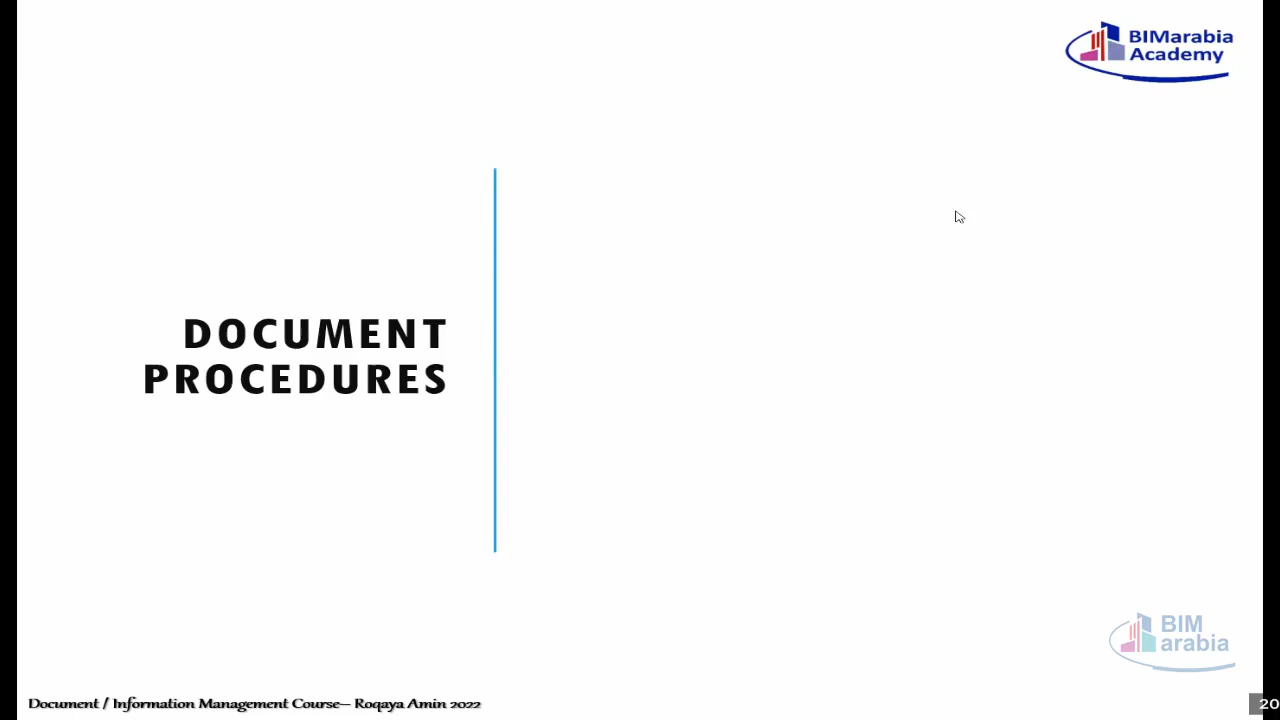 BIMarabia
Academy
DOCUMENT
PROCEDURES
BIM
arabia
Document / Information Management Course– Roqaya Amin 2022
20